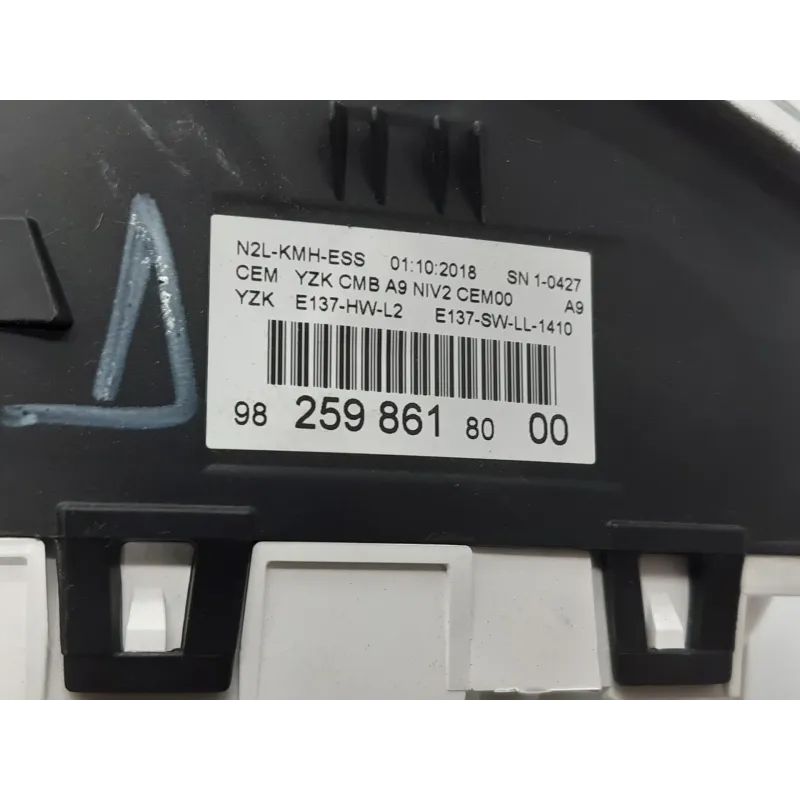 N2L-KMH-ESS 01:10:2018 SN 1-0427
CEM YZK CMB A9 NIV2 CEM00 A9
YZK E137-HW-L2 E137-SW-LL-1410
98 259 861 80 00